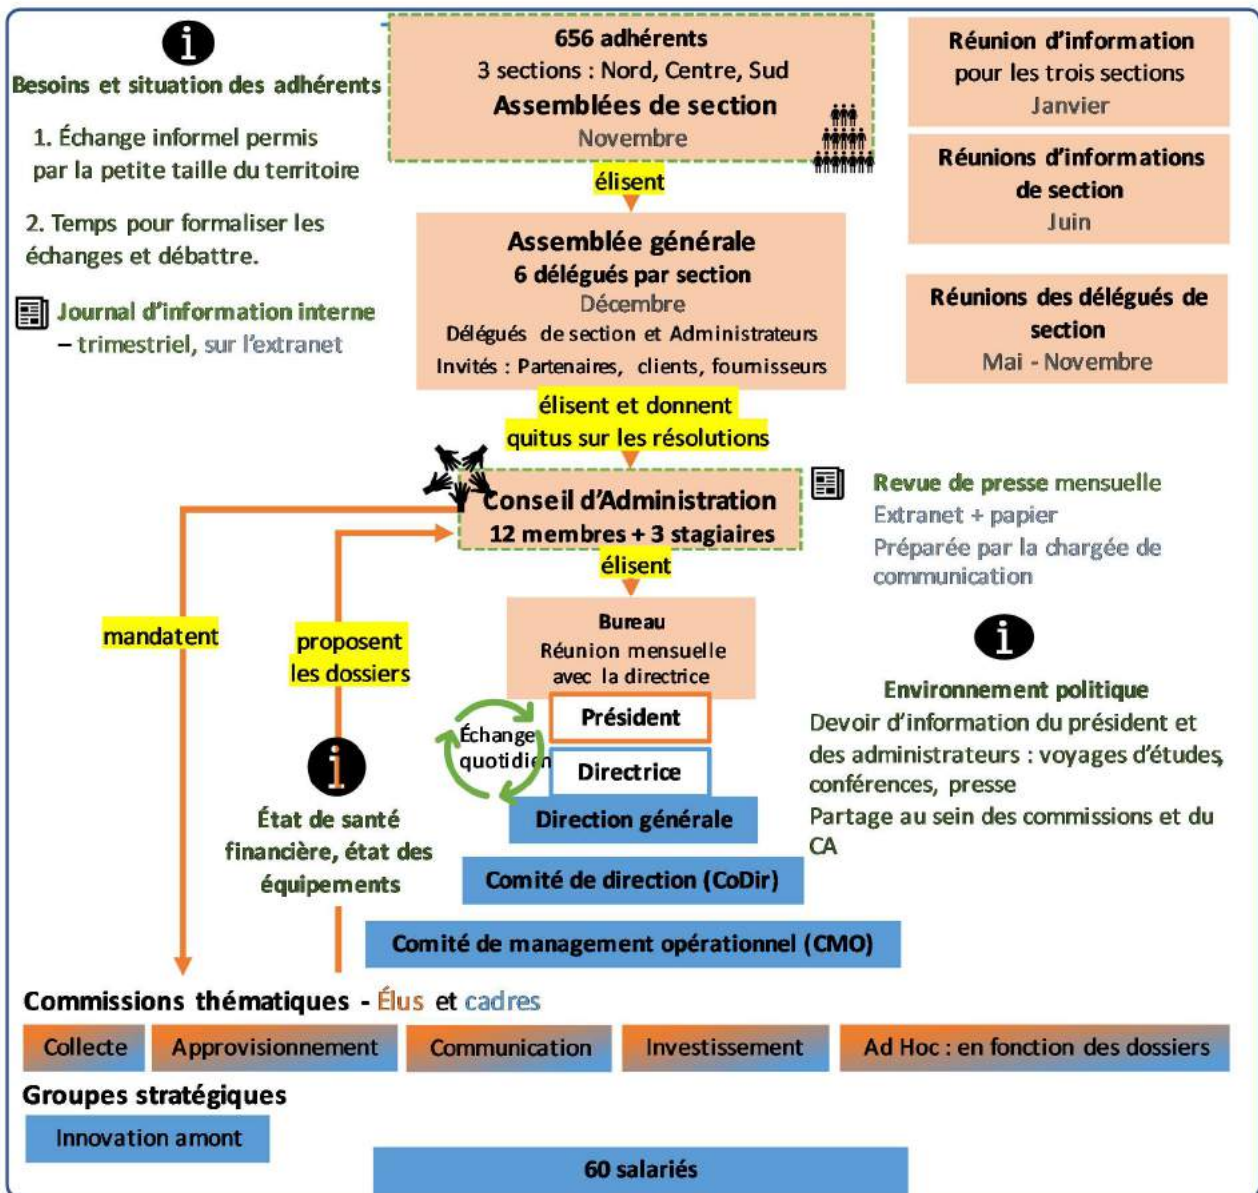 656 adhérents
3 sections : Nord, Centre, Sud
Assemblées de section
Novembre
élisent
Assemblée générale
6 délégués par section
Décembre
Délégués de section et Administrateurs
Invités : Partenaires, clients, fournisseurs
élisent et donnent
quitus sur les résolutions
Conseil d'Administration
12 membres + 3 stagiaires
élisent
Bureau
Réunion mensuelle
avec la directrice
Président
Échange
quotidien
Directrice
Direction générale
Comité de direction (CoDir)
Comité de management opérationnel (CMO)
i
Besoins et situation des adhérents
1. Échange informel permis
par la petite taille du territoire
2. Temps pour formaliser les
échanges et débattre.
Journal d'information interne
– trimestriel, sur l'extranet
mandatent
proposent
les dossiers
i
État de santé
financière, état des
équipements
Réunion d'information
pour les trois sections
Janvier
Réunions d'informations
de section
Juin
Réunions des délégués de
section
Mai - Novembre
Revue de presse mensuelle
Extranet + papier
Préparée par la chargée de
communication
i
Environnement politique
Devoir d'information du président et
des administrateurs : voyages d'études,
conférences, presse
Partage au sein des commissions et du
CA
Commissions thématiques - Élus et cadres
Collecte
Approvisionnement
Communication
Investissement
Ad Hoc : en fonction des dossiers
Groupes stratégiques
Innovation amont
60 salariés